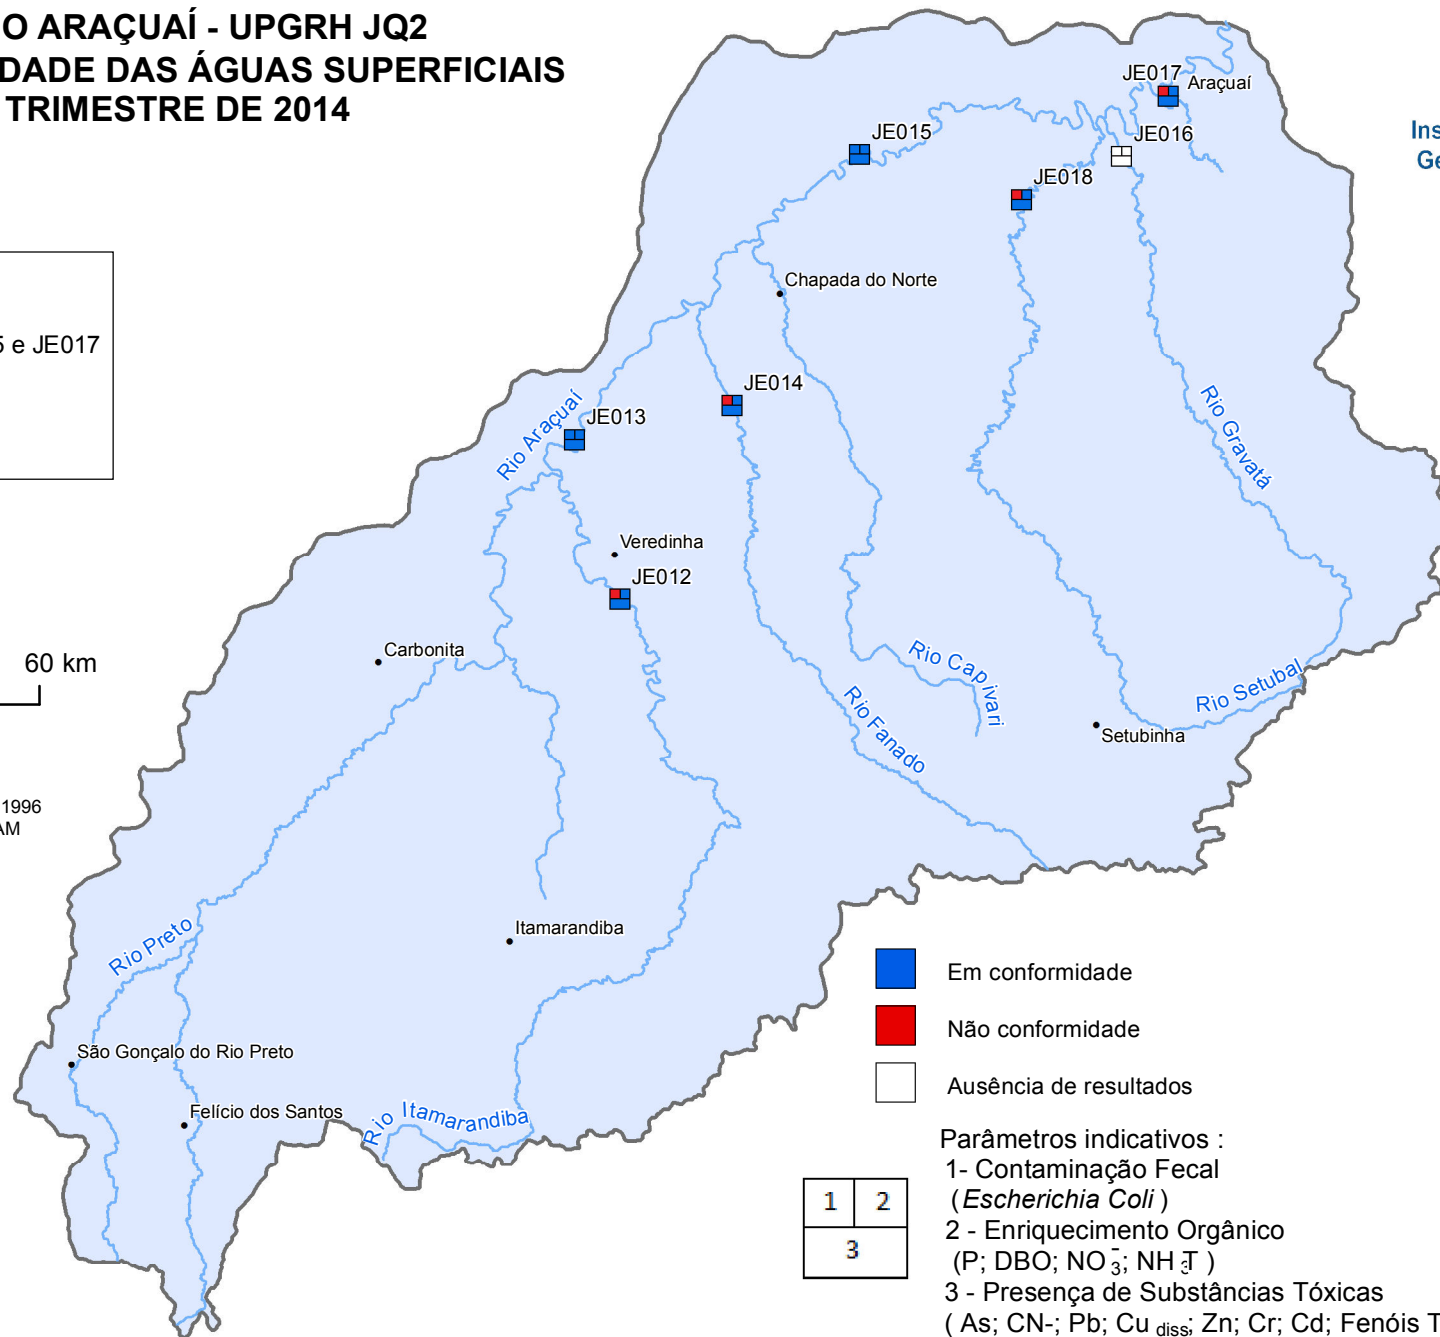 O ARAÇUAÍ - UPGRH JQ2
DADE DAS ÁGUAS SUPERFICIAIS
TRIMESTRE DE 2014
JE017
Araçuaí
Ins
Ge
JE015
JE016
JE018
Chapada do Norte
5 e JE017
JE014
JE013
Rio Araçuaí
Rio Gravatá
Veredinha
JE012
Carbonita
60 km
Rio Capivari
Rio Setubal
Rio Fanado
Setubinha
1996
AM
Itamarandiba
Rio Preto
Em conformidade
Não conformidade
São Gonçalo do Rio Preto
Ausência de resultados
Felício dos Santos
Rio Itamarandiba
Parâmetros indicativos :
1- Contaminação Fecal
(Escherichia Coli )
1 2
3
2 - Enriquecimento Orgânico
(P; DBO; NO₃⁻; NH₃T )
3 - Presença de Substâncias Tóxicas
( As; CN-; Pb; Cu diss; Zn; Cr; Cd; Fenóis T